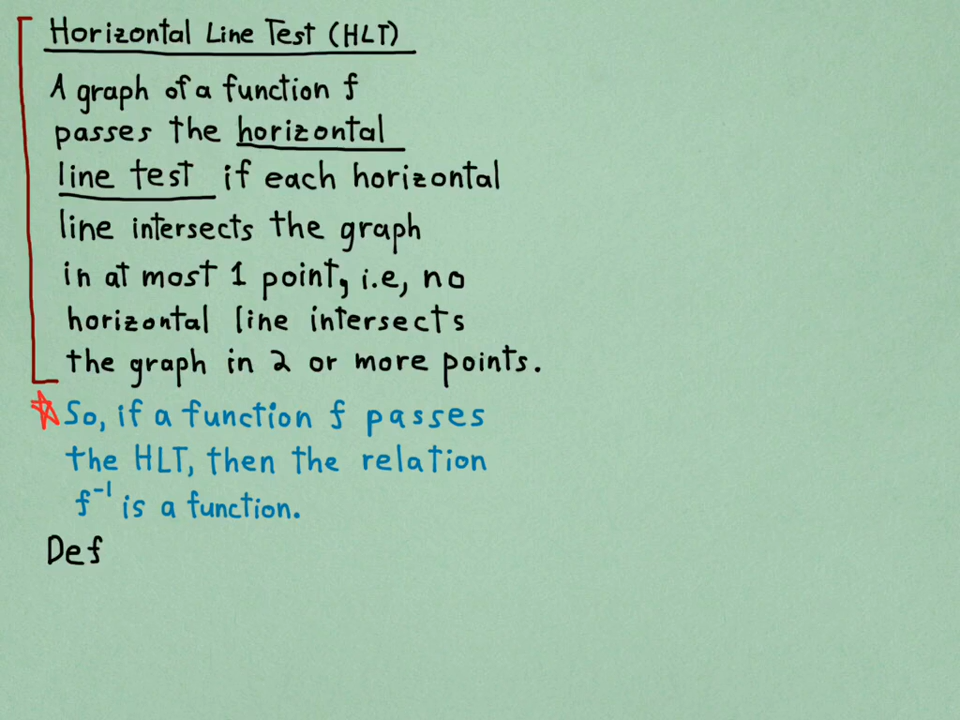 Horizontal Line Test (HLT)
A graph of a function f
passes the horizontal
line test if each horizontal
line intersects the graph
in at most 1 point, i.e, no
horizontal line intersects
the graph in 2 or more points.
So, if a function f passes
the HLT, then the relation
f⁻¹ is a function.
Def